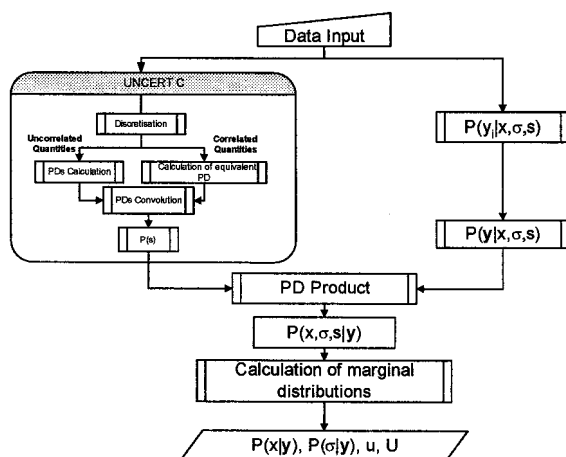 Data Input
UNCERT C
Discretisation
Uncorrelated
Quantities
Correlated
Quantities
PDs Calculation
Calculation of equivalent
PD
PDs Convolution
P(s)
P(yᵢ|x,σ,s)
P(y|x,σ,s)
PD Product
P(x,σ,s|y)
Calculation of marginal
distributions
P(x|y), P(σ|y), u, U